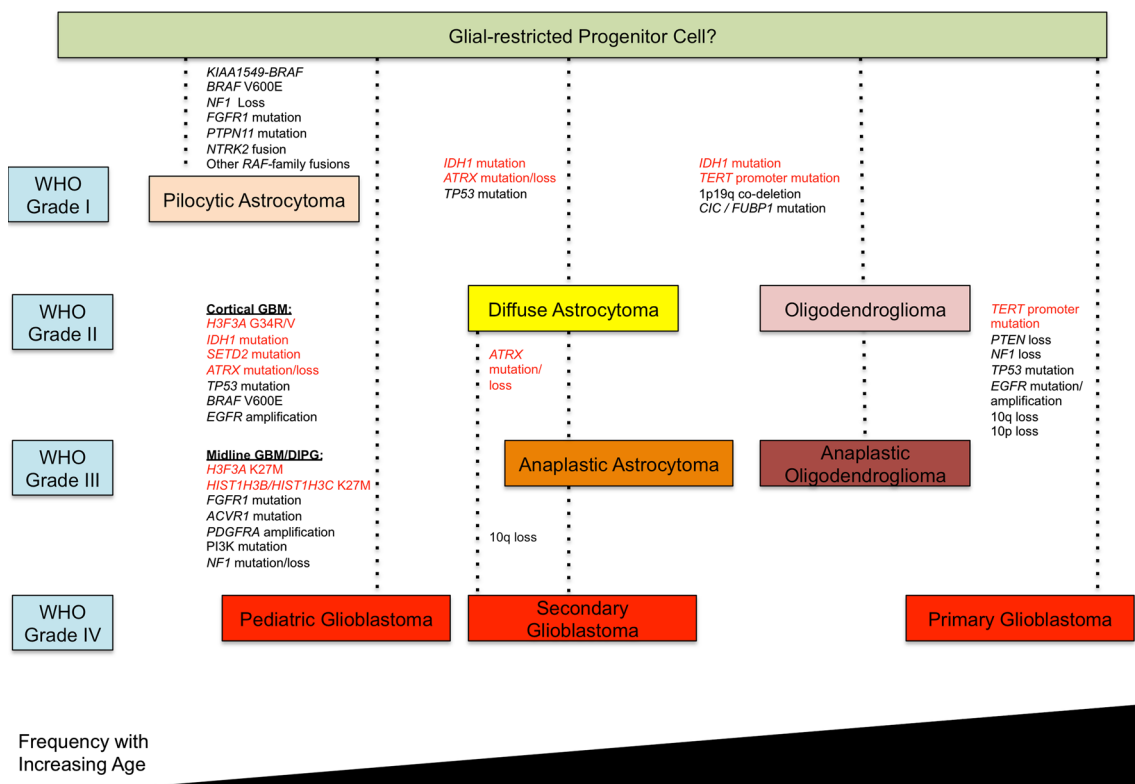 Glial-restricted Progenitor Cell?
KIAA1549-BRAF
BRAF V600E
NF1 Loss
FGFR1 mutation
PTPN11 mutation
NTRK2 fusion
Other RAF-family fusions
WHO
Grade I
Pilocytic Astrocytoma
IDH1 mutation
ATRX mutation/loss
TP53 mutation
IDH1 mutation
TERT promoter mutation
1p19q co-deletion
CIC / FUBP1 mutation
WHO
Grade II
Cortical GBM:
H3F3A G34R/V
IDH1 mutation
SETD2 mutation
ATRX mutation/loss
TP53 mutation
BRAF V600E
EGFR amplification
Diffuse Astrocytoma
ATRX
mutation/
loss
Oligodendroglioma
TERT promoter
mutation
PTEN loss
NF1 loss
TP53 mutation
EGFR mutation/
amplification
10q loss
10p loss
WHO
Grade III
Midline GBM/DIPG:
H3F3A K27M
HIST1H3B/HIST1H3C K27M
FGFR1 mutation
ACVR1 mutation
PDGFRA amplification
PI3K mutation
NF1 mutation/loss
Anaplastic Astrocytoma
Anaplastic
Oligodendroglioma
10q loss
WHO
Grade IV
Pediatric Glioblastoma
Secondary
Glioblastoma
Primary Glioblastoma
Frequency with
Increasing Age